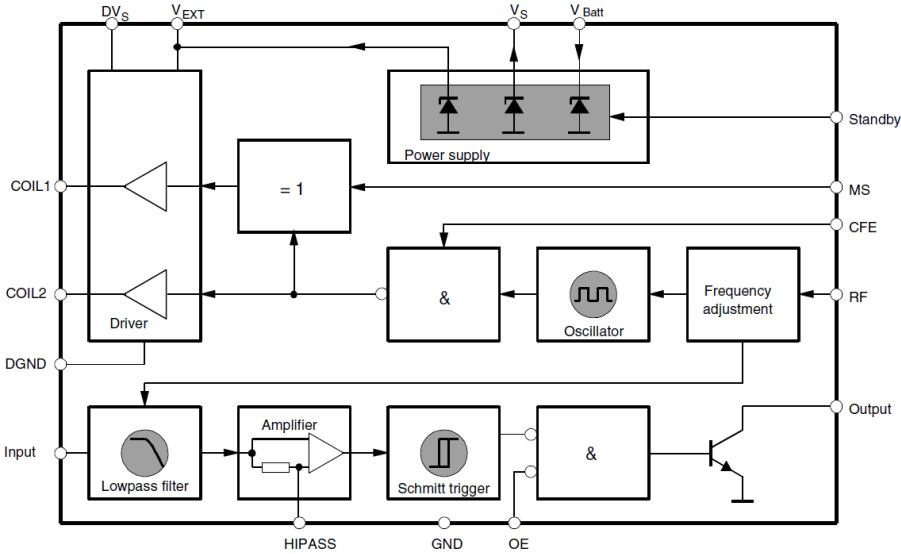 DVS
VEXT
VS
VBatt
Power supply
Standby
COIL1
= 1
MS
CFE
COIL2
Driver
&
Oscillator
Frequency
adjustment
RF
DGND
Input
Lowpass filter
Amplifier
Schmitt trigger
&
Output
HIPASS
GND
OE